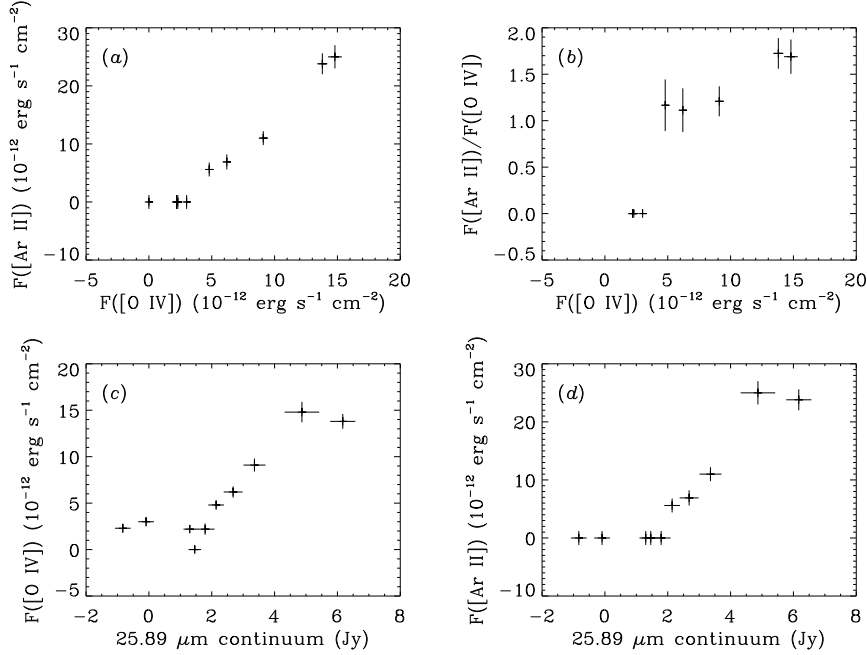 (a)
F([Ar II]) (10⁻¹² erg s⁻¹ cm⁻²)
30
20
10
0
−10
−5 0 5 10 15 20
F([O IV]) (10⁻¹² erg s⁻¹ cm⁻²)
(b)
F([Ar II])/F([O IV])
2.0
1.5
1.0
0.5
0.0
−0.5
−5 0 5 10 15 20
F([O IV]) (10⁻¹² erg s⁻¹ cm⁻²)
(c)
F([O IV]) (10⁻¹² erg s⁻¹ cm⁻²)
20
15
10
5
0
−5
−2 0 2 4 6 8
25.89 μm continuum (Jy)
(d)
F([Ar II]) (10⁻¹² erg s⁻¹ cm⁻²)
30
20
10
0
−10
−2 0 2 4 6 8
25.89 μm continuum (Jy)